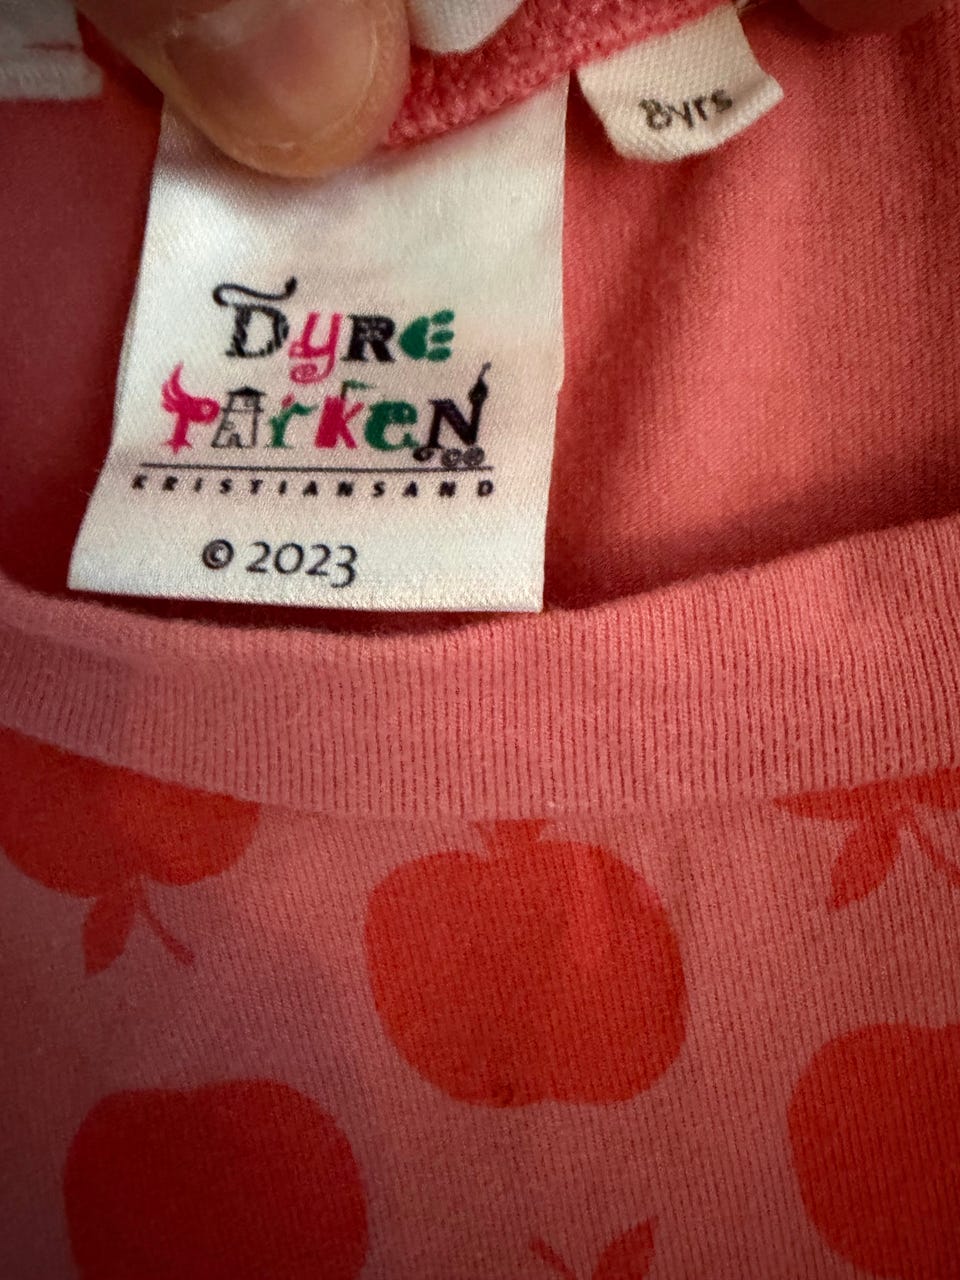 8yrs
DyRe
PARKeN
KRISTIANSAND
© 2023